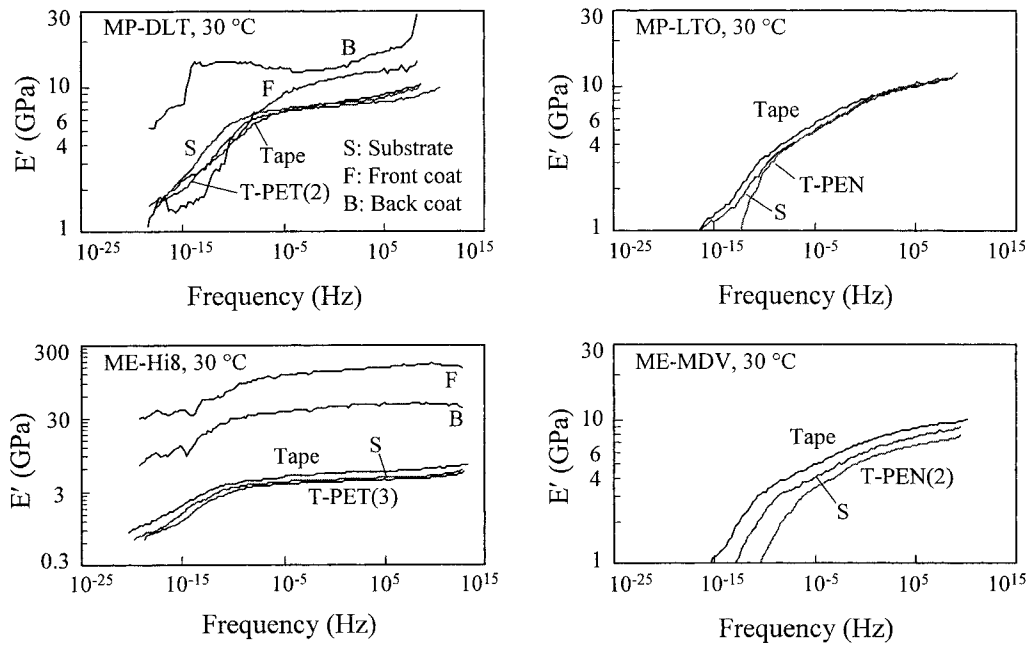 MP-DLT, 30 °C
30
10
6
4
1
E′ (GPa)
B
F
S
Tape
T-PET(2)
S: Substrate
F: Front coat
B: Back coat
10-25
10-15
10-5
105
1015
Frequency (Hz)
MP-LTO, 30 °C
30
10
6
4
1
E′ (GPa)
Tape
T-PEN
S
10-25
10-15
10-5
105
1015
Frequency (Hz)
ME-Hi8, 30 °C
300
30
3
0.3
E′ (GPa)
F
B
Tape
S
T-PET(3)
10-25
10-15
10-5
105
1015
Frequency (Hz)
ME-MDV, 30 °C
30
10
6
4
1
E′ (GPa)
Tape
T-PEN(2)
S
10-25
10-15
10-5
105
1015
Frequency (Hz)